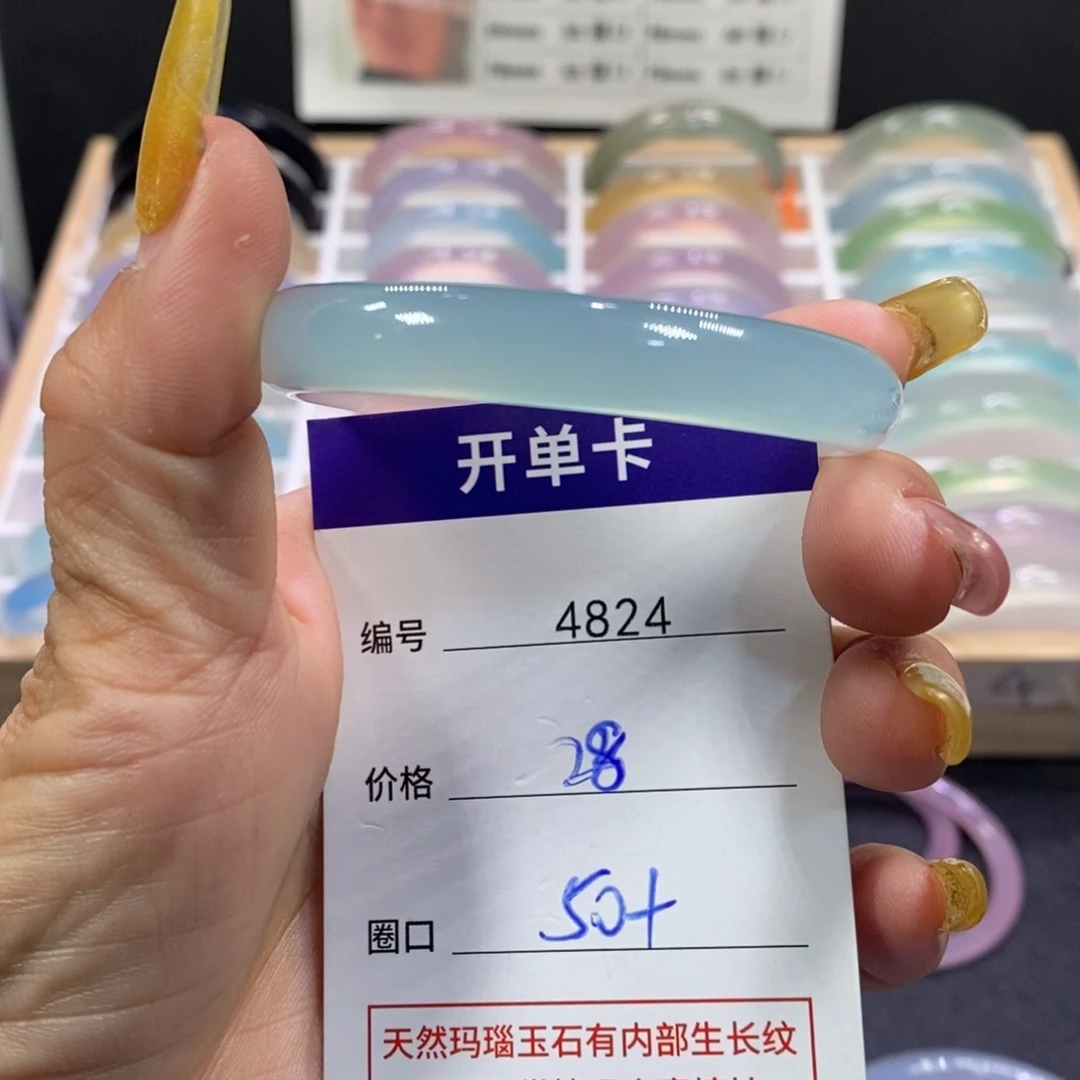 开单卡
编号 4824
价格 28
圈口 50+
天然玛瑙玉石有内部生长纹